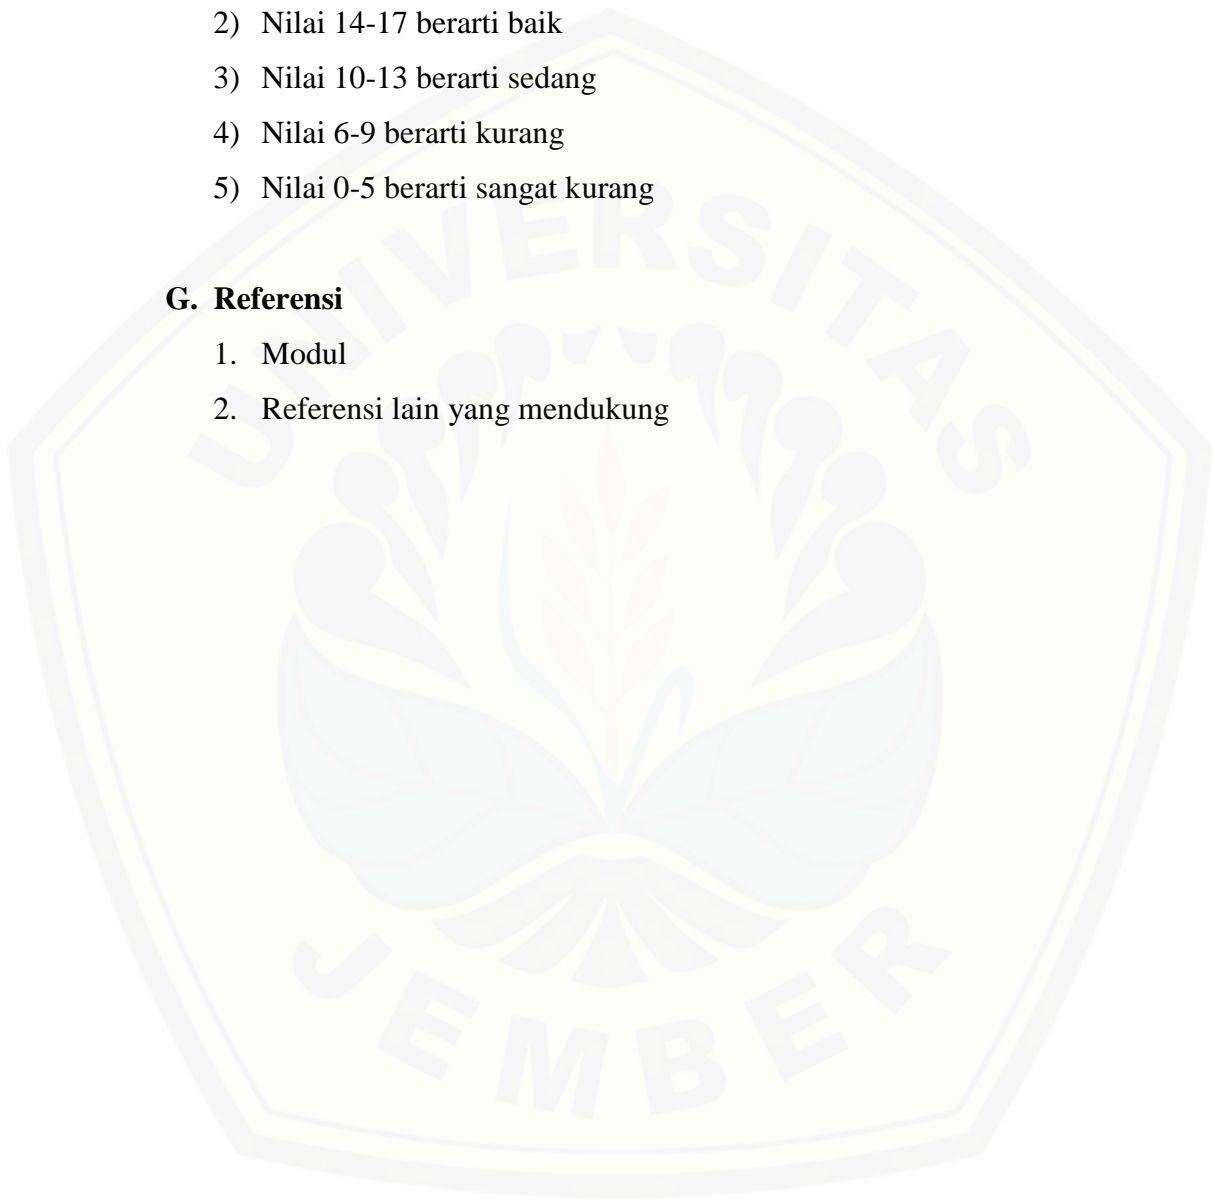 2) Nilai 14-17 berarti baik
3) Nilai 10-13 berarti sedang
4) Nilai 6-9 berarti kurang
5) Nilai 0-5 berarti sangat kurang
G. Referensi
1. Modul
2. Referensi lain yang mendukung
UNIVERSITAS
JEMBER